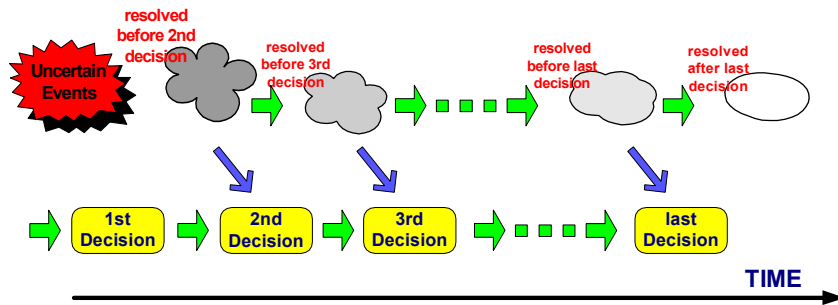 resolved
before 2nd
decision
Uncertain
Events
resolved
before 3rd
decision
resolved
before last
decision
resolved
after last
decision
1st
Decision
2nd
Decision
3rd
Decision
last
Decision
TIME